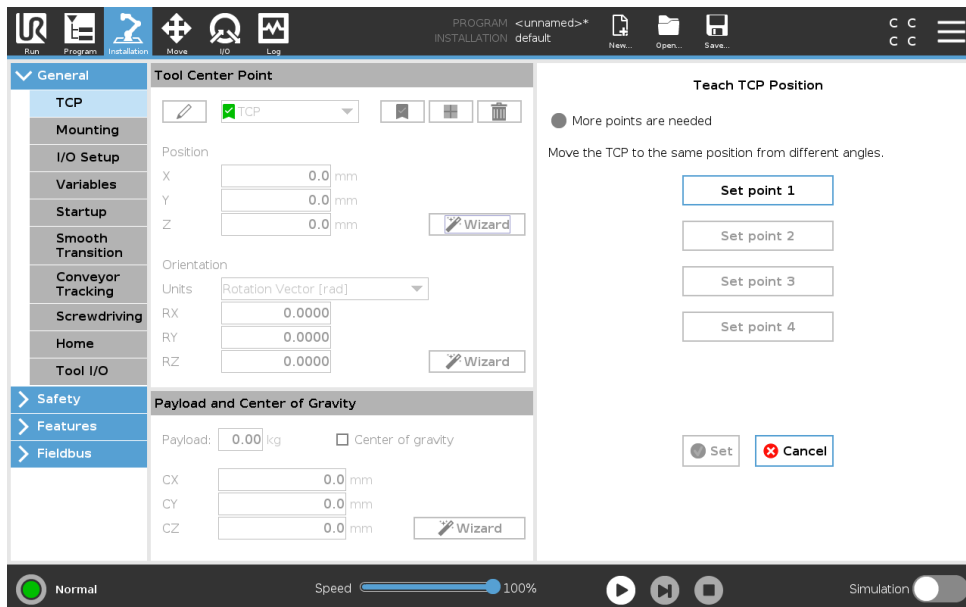 PROGRAM <unnamed>*
INSTALLATION default
Run Program Installation Move I/O Log New... Open... Save...
C C
C C
General
TCP
Mounting
I/O Setup
Variables
Startup
Smooth
Transition
Conveyor
Tracking
Screwdriving
Home
Tool I/O
Safety
Features
Fieldbus
Tool Center Point
TCP
Position
X 0.0 mm
Y 0.0 mm
Z 0.0 mm Wizard
Orientation
Units Rotation Vector [rad]
RX 0.0000
RY 0.0000
RZ 0.0000 Wizard
Payload and Center of Gravity
Payload: 0.00 kg Center of gravity
CX 0.0 mm
CY 0.0 mm
CZ 0.0 mm Wizard
Teach TCP Position
More points are needed
Move the TCP to the same position from different angles.
Set point 1
Set point 2
Set point 3
Set point 4
Set Cancel
Normal Speed 100% Simulation